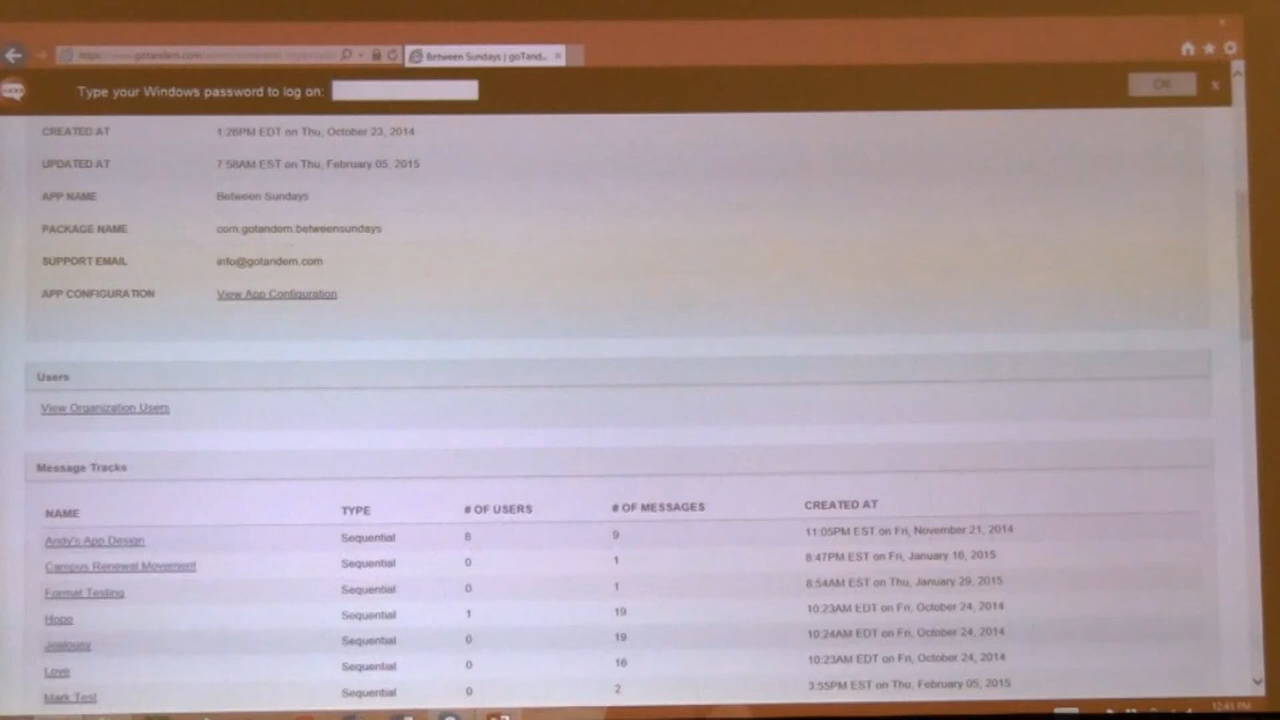 Between Sundays | goTand...
Type your Windows password to log on:
OK
x
CREATED AT 1:26PM EDT on Thu, October 23, 2014
UPDATED AT 7:58AM EST on Thu, February 05, 2015
APP NAME Between Sundays
PACKAGE NAME com.gotandem.betweensundays
SUPPORT EMAIL info@gotandem.com
APP CONFIGURATION View App Configuration
Users
View Organization Users
Message Tracks
NAME TYPE # OF USERS # OF MESSAGES CREATED AT
Andy's App Design Sequential 8 9 11:05PM EST on Fri, November 21, 2014
Campus Renewal Movement Sequential 0 1 8:47PM EST on Fri, January 16, 2015
Format Testing Sequential 0 1 8:54AM EST on Thu, January 29, 2015
Hope Sequential 1 19 10:23AM EDT on Fri, October 24, 2014
Jealousy Sequential 0 19 10:24AM EDT on Fri, October 24, 2014
Love Sequential 0 16 10:23AM EDT on Fri, October 24, 2014
Mark Test Sequential 0 2 3:55PM EST on Thu, February 05, 2015
12:41 PM